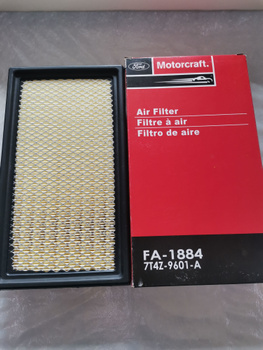 Ford
Motorcraft.
Air Filter
Filtre à air
Filtro de aire
FA-1884
7T4Z-9601-A